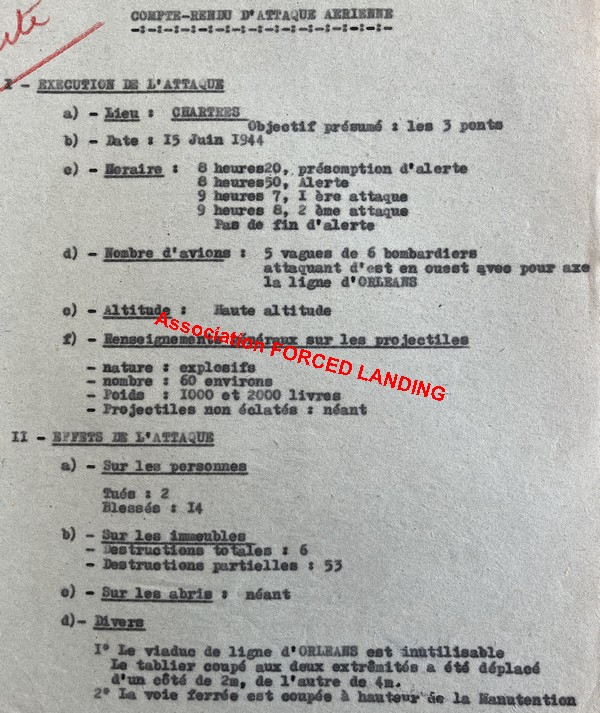 COMPTE-RENDU D'ATTAQUE AERIENNE
-:-:-:-:-:-:-:-:-:-:-:-:-:-:-
I - EXECUTION DE L'ATTAQUE
a) - Lieu : CHARTRES
Objectif présumé : les 3 ponts
b) - Date : I5 Juin I944
c) - Horaire : 8 heures20, présomption d'alerte
8 heures50, Alerte
9 heures 7, I ère attaque
9 heures 8, 2 ème attaque
Pas de fin d'alerte
d) - Nombre d'avions : 5 vagues de 6 bombardiers
attaquant d'est en ouest avec pour axe
la ligne d'ORLEANS
e) - Altitude : Haute altitude
f) - Renseignements généraux sur les projectiles
Association FORCED LANDING
- nature : explosifs
- nombre : 60 environs
- Poids : I000 et 2000 livres
- Projectiles non éclatés : néant
II - EFFETS DE L'ATTAQUE
a) - Sur les personnes
Tués : 2
Blessés : I4
b) - Sur les immeubles
- Destructions totales : 6
- Destructions partielles : 53
c) - Sur les abris : néant
d)- Divers
I° Le viaduc de ligne d'ORLEANS est inutilisable
Le tablier coupé aux deux extrêmités a été déplacé
d'un côté de 2m, de l'autre de 4m.
2° La voie ferrée est coupée à hauteur de la Manutention